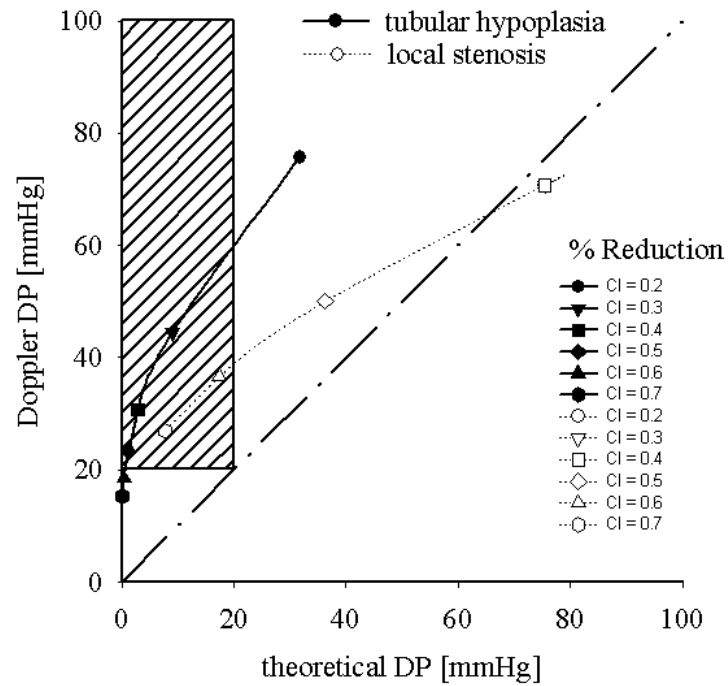 tubular hypoplasia
local stenosis
100
80
60
40
20
0
Doppler DP [mmHg]
% Reduction
CI = 0.2
CI = 0.3
CI = 0.4
CI = 0.5
CI = 0.6
CI = 0.7
CI = 0.2
CI = 0.3
CI = 0.4
CI = 0.5
CI = 0.6
CI = 0.7
0 20 40 60 80 100
theoretical DP [mmHg]